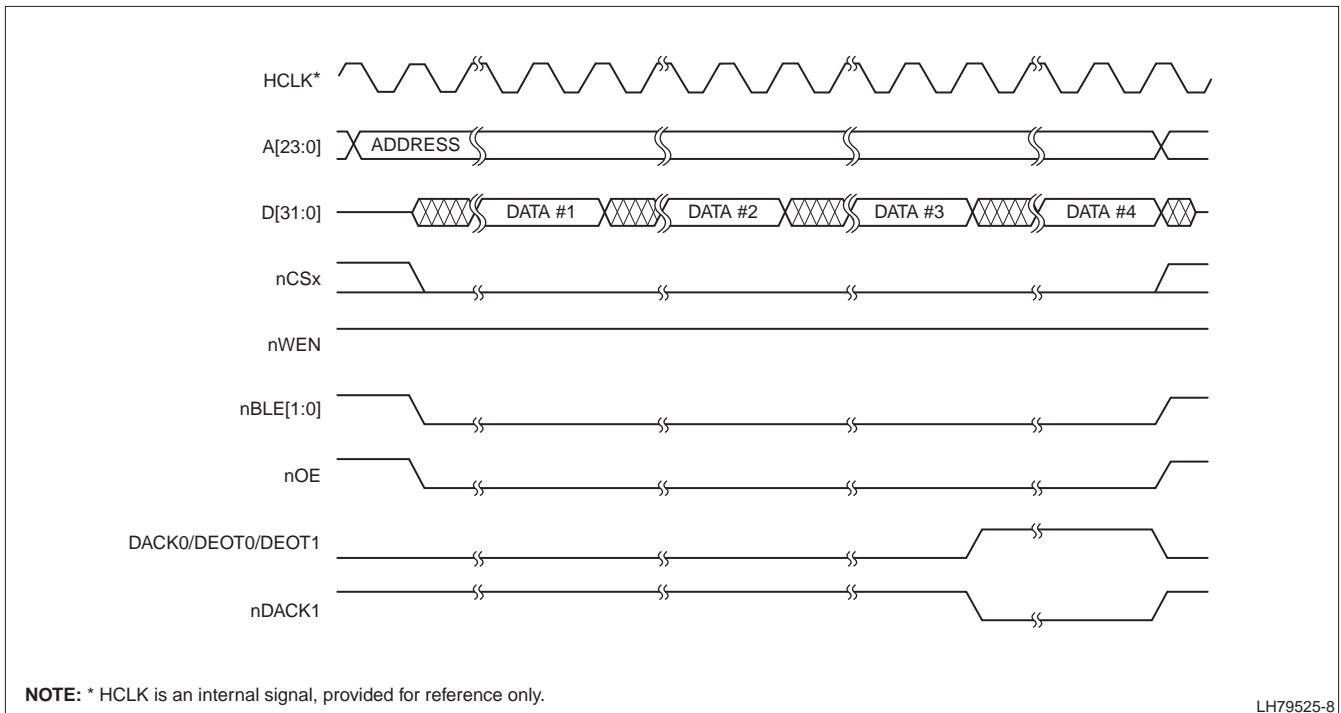 HCLK*
A[23:0]
ADDRESS
D[31:0]
DATA #1
DATA #2
DATA #3
DATA #4
nCSx
nWEN
nBLE[1:0]
nOE
DACK0/DEOT0/DEOT1
nDACK1
NOTE: * HCLK is an internal signal, provided for reference only.
LH79525-8